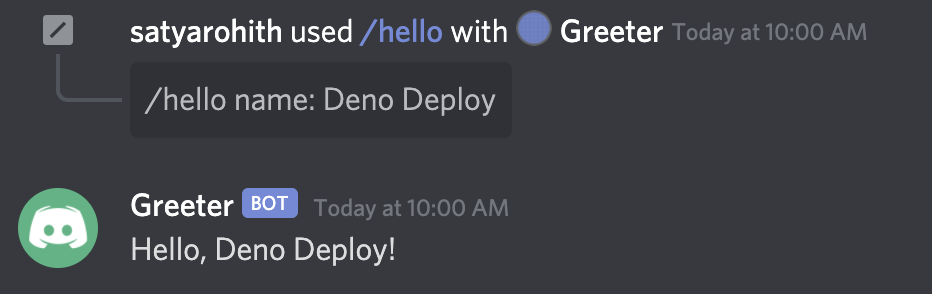 satyarohith used /hello with Greeter Today at 10:00 AM
/hello name: Deno Deploy
Greeter BOT Today at 10:00 AM
Hello, Deno Deploy!